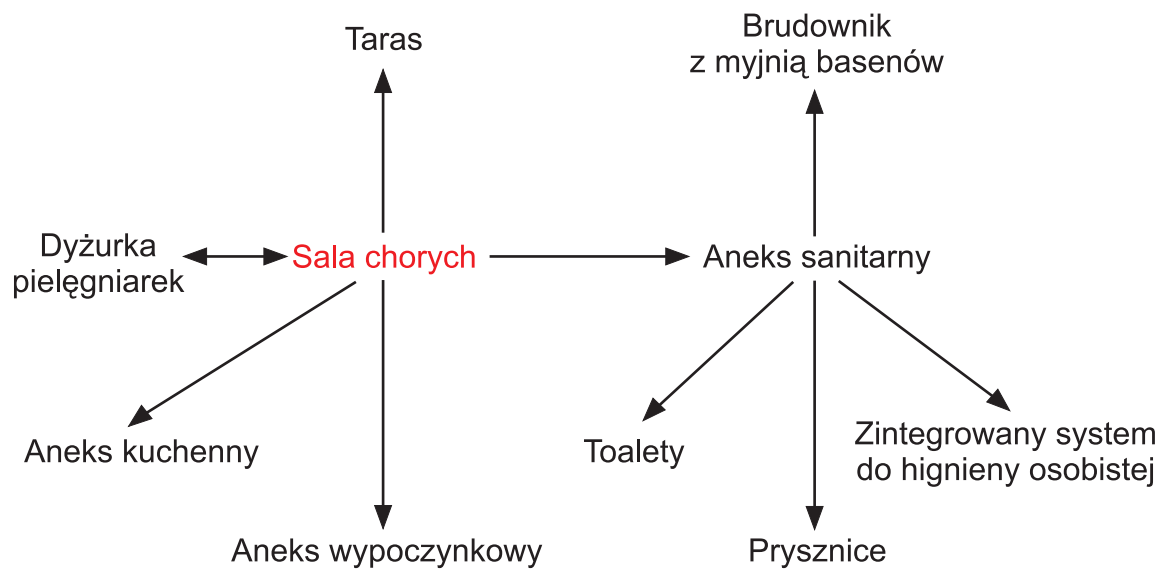 Taras
Brudownik
z myjnią basenów
Dyżurka
pielęgniarek
Sala chorych
Aneks sanitarny
Aneks kuchenny
Toalety
Zintegrowany system
do hignieny osobistej
Aneks wypoczynkowy
Prysznice